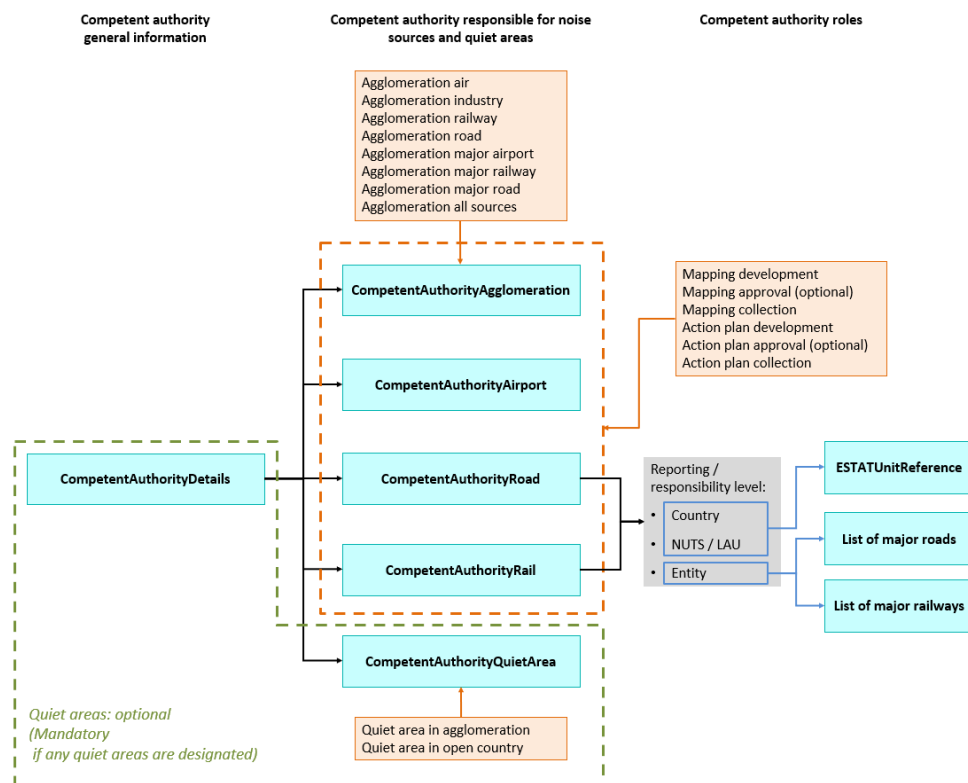 Competent authority
general information
Competent authority responsible for noise
sources and quiet areas
Competent authority roles
Agglomeration air
Agglomeration industry
Agglomeration railway
Agglomeration road
Agglomeration major airport
Agglomeration major railway
Agglomeration major road
Agglomeration all sources
CompetentAuthorityAgglomeration
Mapping development
Mapping approval (optional)
Mapping collection
Action plan development
Action plan approval (optional)
Action plan collection
CompetentAuthorityAirport
CompetentAuthorityDetails
CompetentAuthorityRoad
Reporting /
responsibility level:
• Country
• NUTS / LAU
• Entity
ESTATUnitReference
List of major roads
List of major railways
CompetentAuthorityRail
CompetentAuthorityQuietArea
Quiet areas: optional
(Mandatory
if any quiet areas are designated)
Quiet area in agglomeration
Quiet area in open country